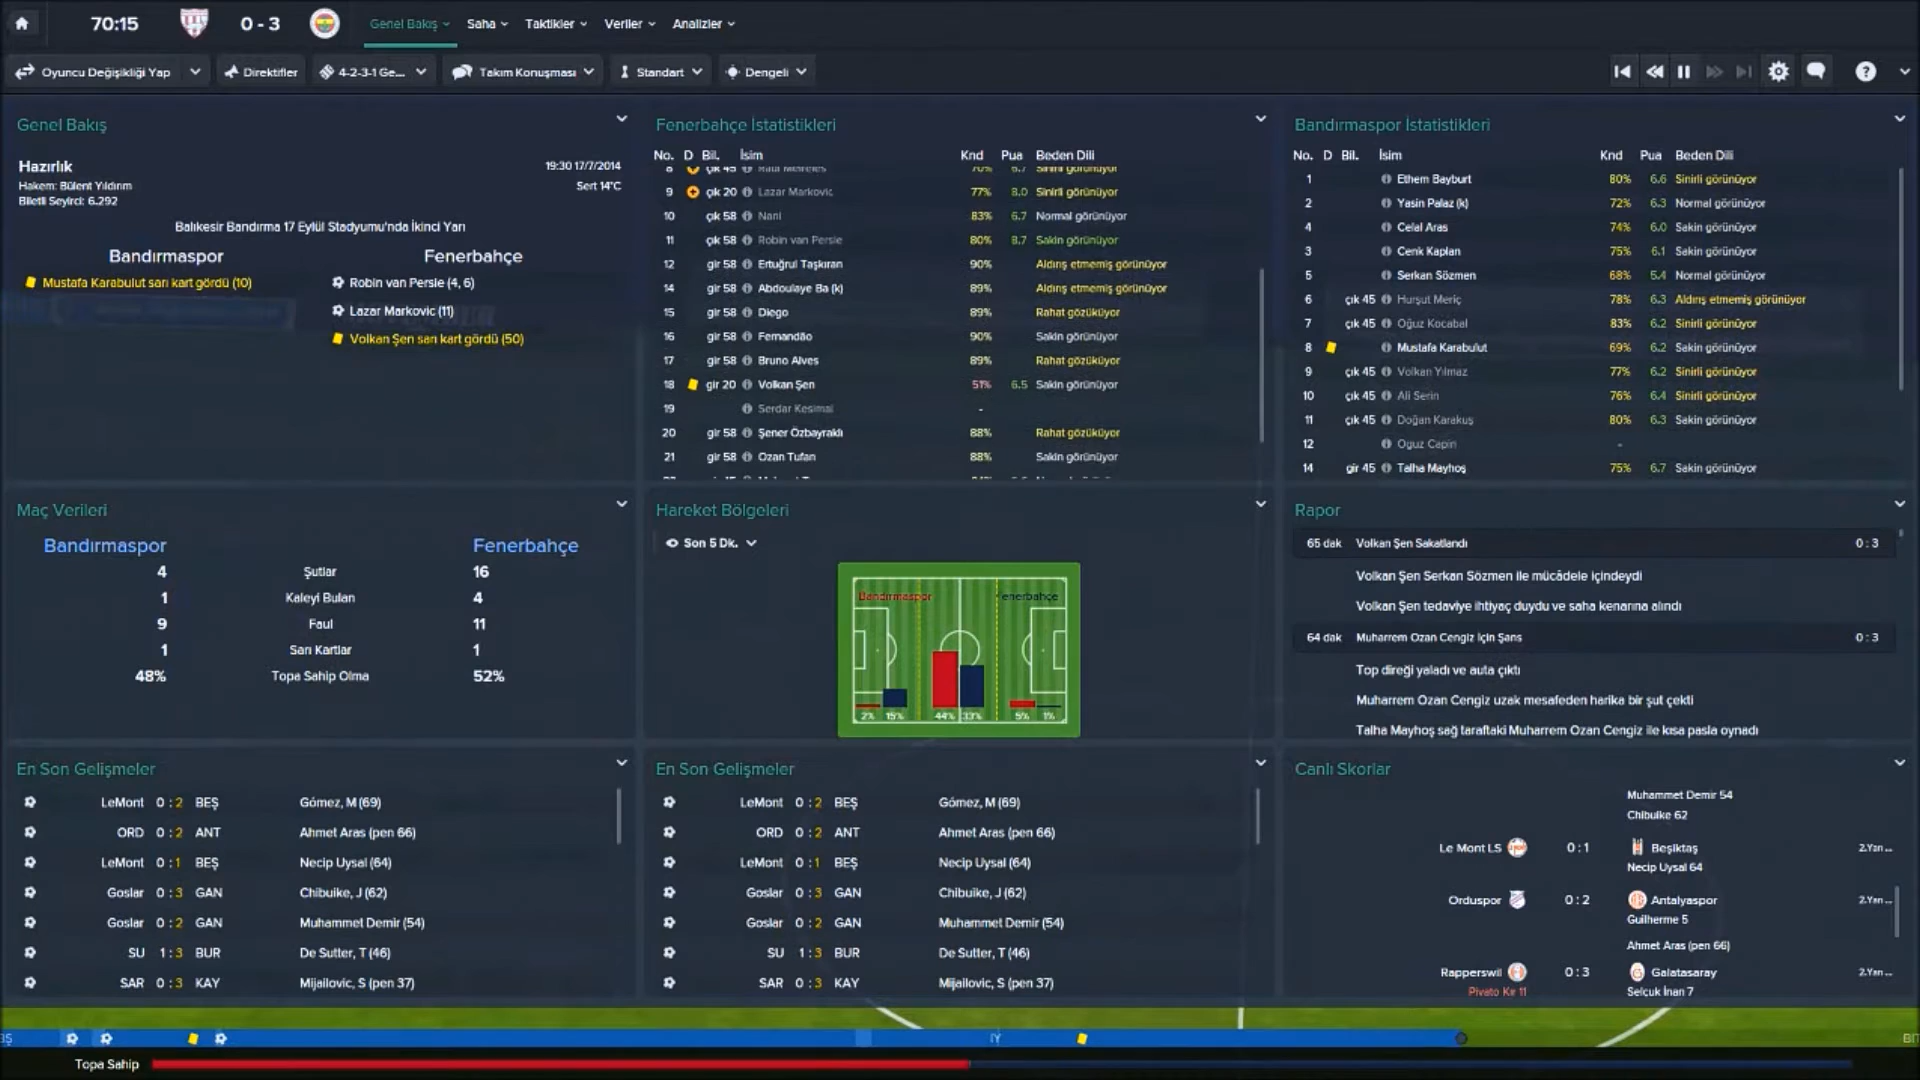 70:15 0 - 3 Genel Bakış Saha Taktikler Veriler Analizler
Oyuncu Değişikliği Yap Direktifler 4-2-3-1 Ge... Takım Konuşması Standart Dengeli
Genel Bakış
Hazırlık 19:30 17/7/2014
Hakem: Bülent Yıldırım Sert 14°C
Biletli Seyirci: 6.292
Balıkesir Bandırma 17 Eylül Stadyumu'nda İkinci Yarı
Bandırmaspor Fenerbahçe
Mustafa Karabulut sarı kart gördü (10) Robin van Persie (4, 6)
Lazar Markovic (11)
Volkan Şen sarı kart gördü (50)
Fenerbahçe İstatistikleri
No. D Bil. İsim Knd Pua Beden Dili
8 çık 45 Raul Meireles 70% 6.7 Sinirli görünüyor
9 çık 20 Lazar Markovic 77% 8.0 Sinirli görünüyor
10 çık 58 Nani 83% 6.7 Normal görünüyor
11 çık 58 Robin van Persie 80% 8.7 Sakin görünüyor
12 gir 58 Ertuğrul Taşkıran 90% Aldırış etmemiş görünüyor
14 gir 58 Abdoulaye Ba (k) 89% Aldırış etmemiş görünüyor
15 gir 58 Diego 89% Rahat gözüküyor
16 gir 58 Fernandão 90% Sakin görünüyor
17 gir 58 Bruno Alves 89% Rahat gözüküyor
18 gir 20 Volkan Şen 51% 6.5 Sakin görünüyor
19 Serdar Kesimal -
20 gir 58 Şener Özbayraklı 88% Rahat gözüküyor
21 gir 58 Ozan Tufan 88% Sakin görünüyor
Bandırmaspor İstatistikleri
No. D Bil. İsim Knd Pua Beden Dili
1 Ethem Bayburt 80% 6.6 Sinirli görünüyor
2 Yasin Palaz (k) 72% 6.3 Normal görünüyor
4 Celal Aras 74% 6.0 Sakin görünüyor
3 Cenk Kaplan 75% 6.1 Sakin görünüyor
5 Serkan Sözmen 68% 5.4 Normal görünüyor
6 çık 45 Hurşut Meriç 78% 6.3 Aldırış etmemiş görünüyor
7 çık 45 Oğuz Kocabal 83% 6.2 Sinirli görünüyor
8 Mustafa Karabulut 69% 6.2 Sakin görünüyor
9 çık 45 Volkan Yılmaz 77% 6.2 Sinirli görünüyor
10 çık 45 Ali Serin 76% 6.4 Sinirli görünüyor
11 çık 45 Doğan Karakuş 80% 6.3 Sakin görünüyor
12 Oguz Capin -
14 gir 45 Talha Mayhoş 75% 6.7 Sakin görünüyor
Maç Verileri
Bandırmaspor Fenerbahçe
4 Şutlar 16
1 Kaleyi Bulan 4
9 Faul 11
1 Sarı Kartlar 1
48% Topa Sahip Olma 52%
Hareket Bölgeleri
Son 5 Dk.
Bandırmaspor Fenerbahçe
2% 15% 44% 33% 5% 1%
Rapor
65 dak Volkan Şen Sakatlandı 0 : 3
Volkan Şen Serkan Sözmen ile mücâdele içindeydi
Volkan Şen tedaviye ihtiyaç duydu ve saha kenarına alındı
64 dak Muharrem Ozan Cengiz İçin Şans 0 : 3
Top direği yaladı ve auta çıktı
Muharrem Ozan Cengiz uzak mesafeden harika bir şut çekti
Talha Mayhoş sağ taraftaki Muharrem Ozan Cengiz ile kısa pasla oynadı
En Son Gelişmeler
LeMont 0 : 2 BEŞ Gómez, M (69)
ORD 0 : 2 ANT Ahmet Aras (pen 66)
LeMont 0 : 1 BEŞ Necip Uysal (64)
Goslar 0 : 3 GAN Chibuike, J (62)
Goslar 0 : 2 GAN Muhammet Demir (54)
SU 1 : 3 BUR De Sutter, T (46)
SAR 0 : 3 KAY Mijailovic, S (pen 37)
En Son Gelişmeler
LeMont 0 : 2 BEŞ Gómez, M (69)
ORD 0 : 2 ANT Ahmet Aras (pen 66)
LeMont 0 : 1 BEŞ Necip Uysal (64)
Goslar 0 : 3 GAN Chibuike, J (62)
Goslar 0 : 2 GAN Muhammet Demir (54)
SU 1 : 3 BUR De Sutter, T (46)
SAR 0 : 3 KAY Mijailovic, S (pen 37)
Canlı Skorlar
Muhammet Demir 54
Chibuike 62
Le Mont LS 0 : 1 Beşiktaş 2.Yarı ...
Necip Uysal 64
Orduspor 0 : 2 Antalyaspor 2.Yarı ...
Guilherme 5
Ahmet Aras (pen 66)
Rapperswil 0 : 3 Galatasaray 2.Yarı ...
Pivato Kır 11 Selçuk İnan 7
İY
Topa Sahip